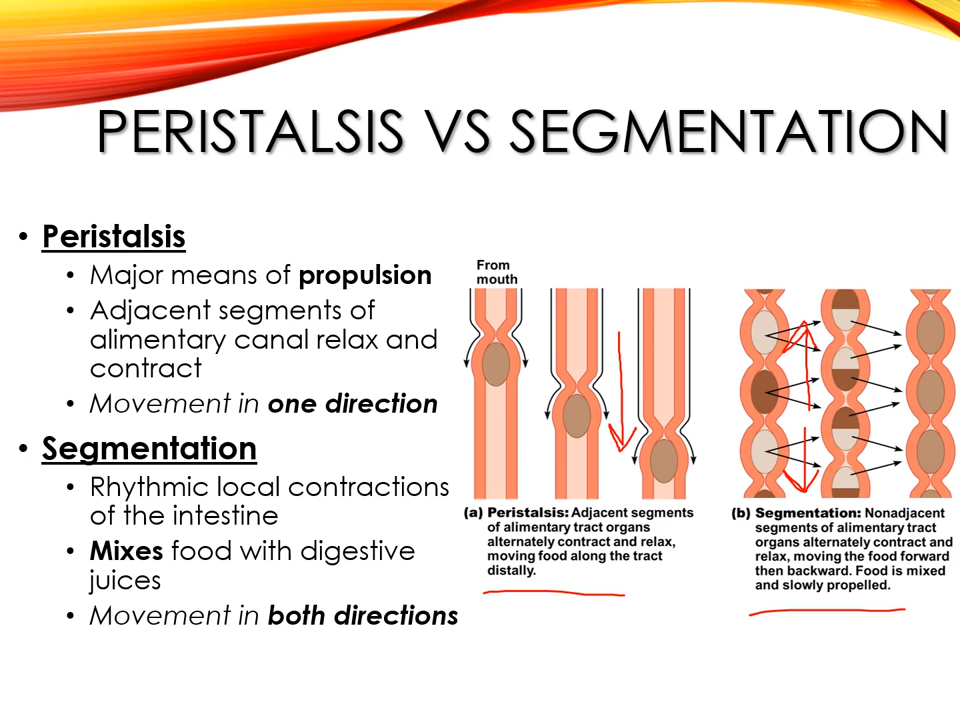 PERISTALSIS VS SEGMENTATION
• Peristalsis
• Major means of propulsion
• Adjacent segments of
alimentary canal relax and
contract
• Movement in one direction
• Segmentation
• Rhythmic local contractions
of the intestine
• Mixes food with digestive
juices
• Movement in both directions
From
mouth
(a) Peristalsis: Adjacent segments
of alimentary tract organs
alternately contract and relax,
moving food along the tract
distally.
(b) Segmentation: Nonadjacent
segments of alimentary tract
organs alternately contract and
relax, moving the food forward
then backward. Food is mixed
and slowly propelled.